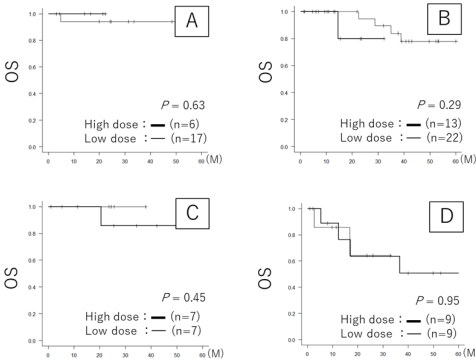 A
OS
1.0
0.8
0.6
0.4
0.2
0.0
P = 0.63
High dose : (n=6)
Low dose : (n=17)
0 10 20 30 40 50 60 (M)
B
OS
1.0
0.8
0.6
0.4
0.2
0.0
P = 0.29
High dose : (n=13)
Low dose : (n=22)
0 10 20 30 40 50 60 (M)
C
OS
1.0
0.8
0.6
0.4
0.2
0.0
P = 0.45
High dose : (n=7)
Low dose : (n=7)
0 10 20 30 40 50 60 (M)
D
OS
1.0
0.8
0.6
0.4
0.2
0.0
P = 0.95
High dose : (n=9)
Low dose : (n=9)
0 10 20 30 40 50 60 (M)